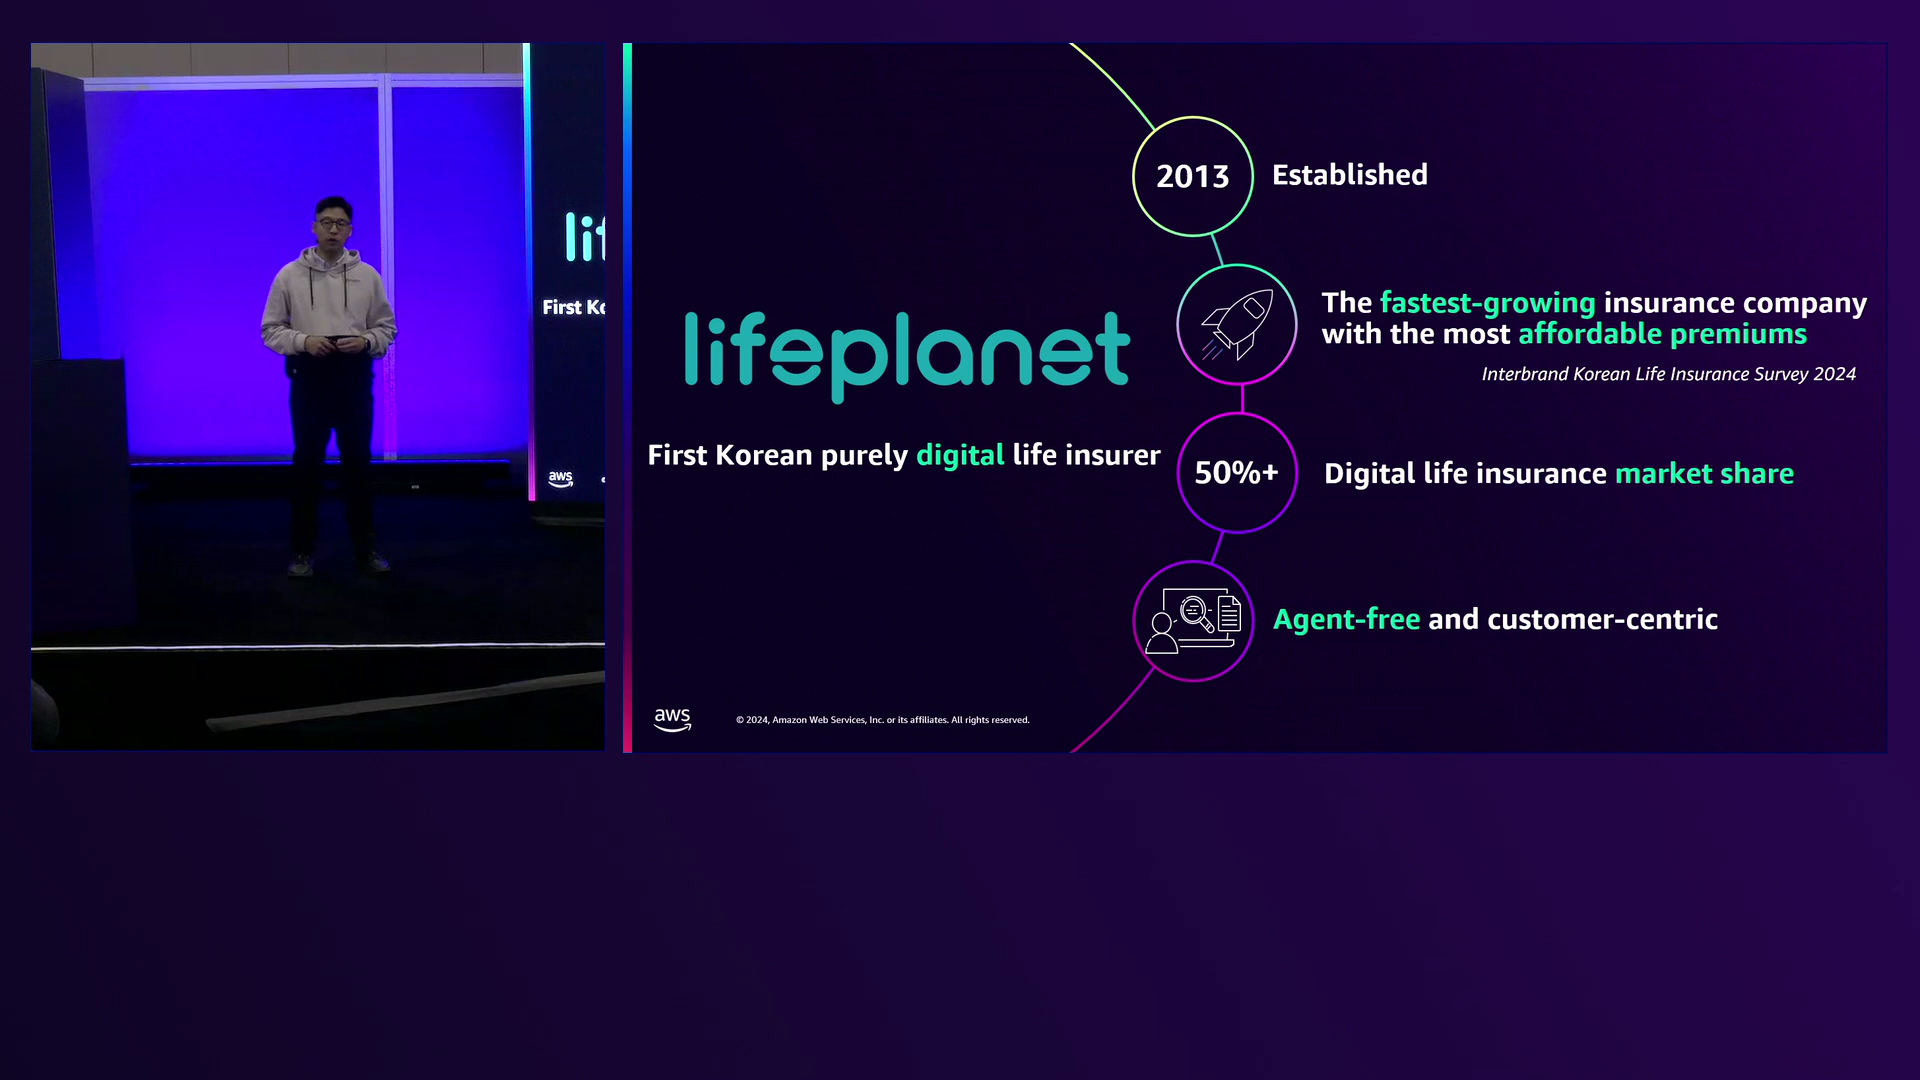 lif
First Ko
aws
lifeplanet
First Korean purely digital life insurer
2013
Established
The fastest-growing insurance company
with the most affordable premiums
Interbrand Korean Life Insurance Survey 2024
50%+
Digital life insurance market share
Agent-free and customer-centric
aws
© 2024, Amazon Web Services, Inc. or its affiliates. All rights reserved.